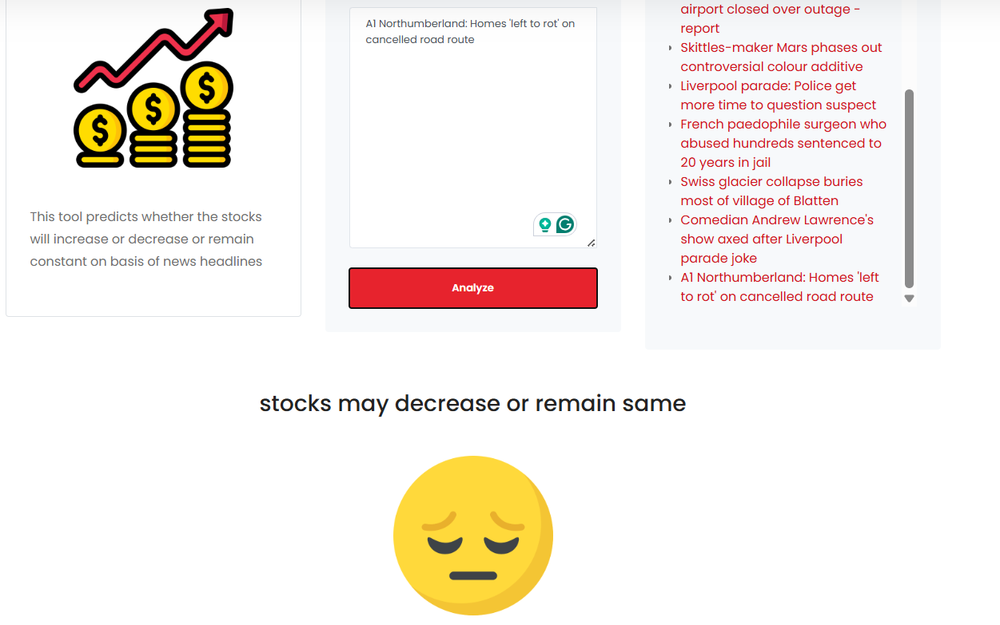 This tool predicts whether the stocks
will increase or decrease or remain
constant on basis of news headlines
A1 Northumberland: Homes 'left to rot' on
cancelled road route
Analyze
airport closed over outage -
report
Skittles-maker Mars phases out
controversial colour additive
Liverpool parade: Police get
more time to question suspect
French paedophile surgeon who
abused hundreds sentenced to
20 years in jail
Swiss glacier collapse buries
most of village of Blatten
Comedian Andrew Lawrence's
show axed after Liverpool
parade joke
A1 Northumberland: Homes 'left
to rot' on cancelled road route
stocks may decrease or remain same